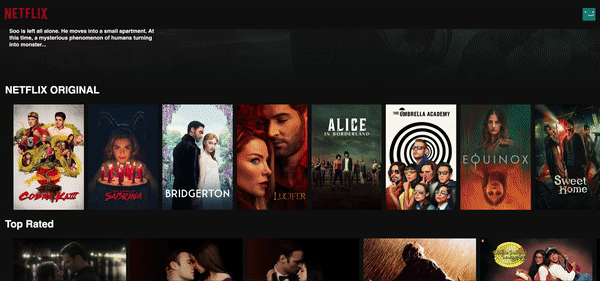 NETFLIX
Soo is left all alone. He moves into a small apartment. At
this time, a mysterious phenomenon of humans turning
into monster...
NETFLIX ORIGINAL
COBRA KAI
SABRINA
BRIDGERTON
LUCIFER
ALICE
IN BORDERLAND
THE UMBRELLA ACADEMY
EQUINOX
Sweet
Home
Top Rated